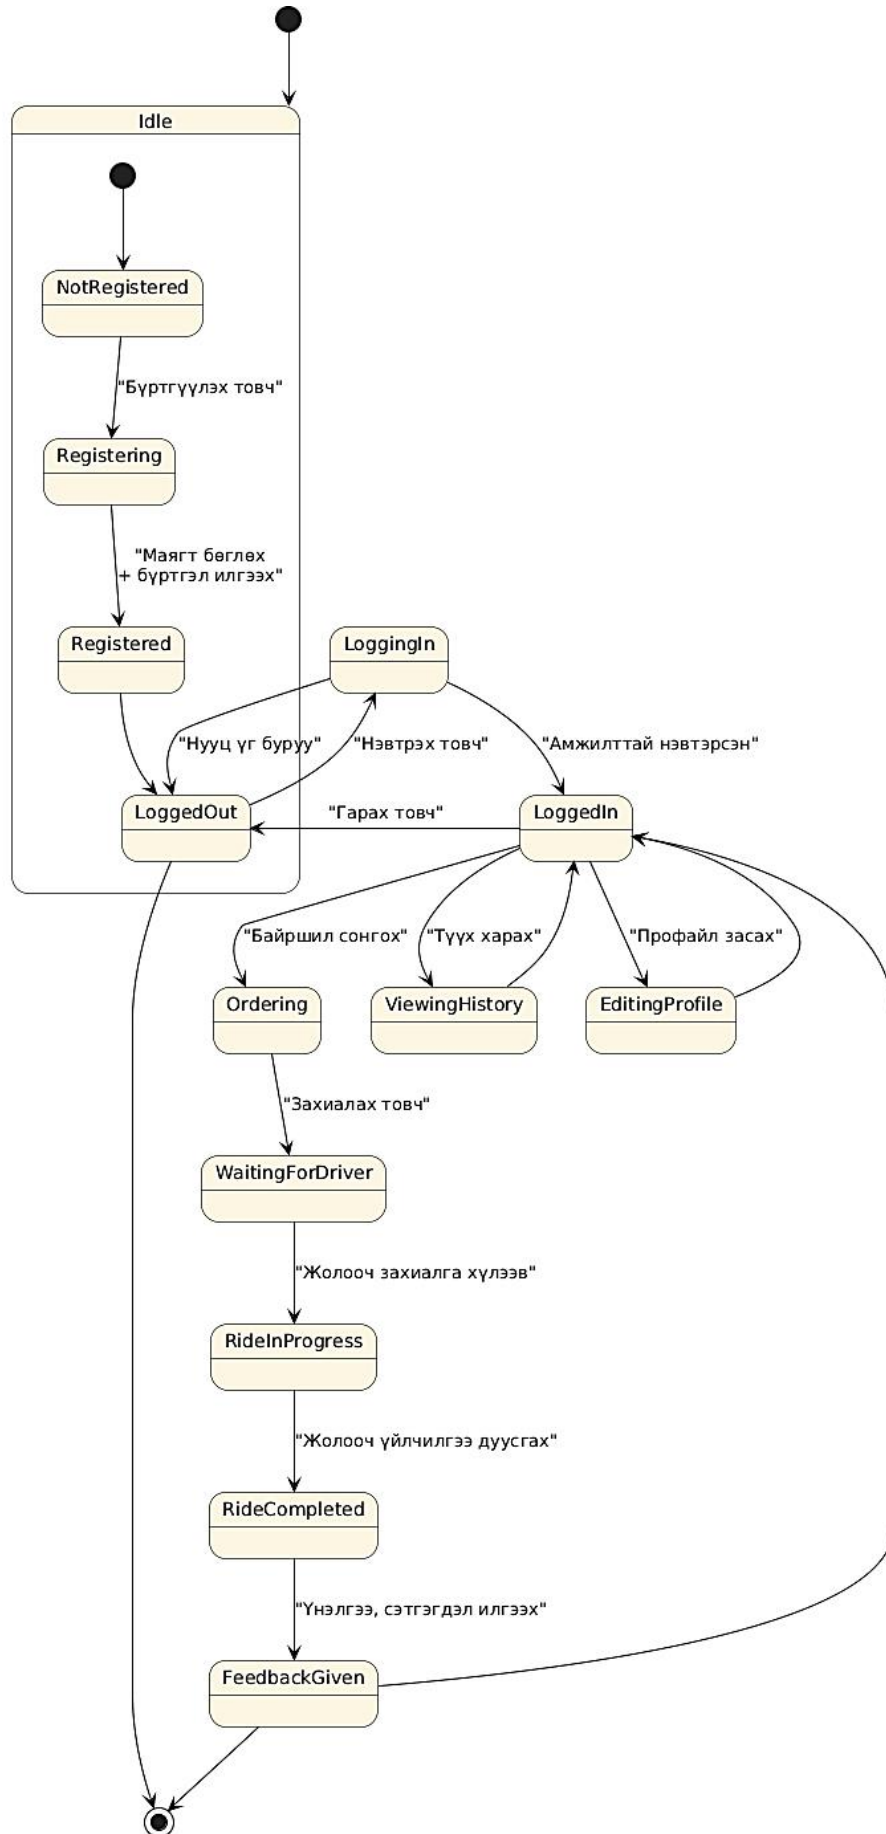 Idle
NotRegistered
"Бүртгүүлэх товч"
Registering
"Маягт бөглөх
+ бүртгэл илгээх"
Registered
LoggingIn
"Нууц үг буруу"
"Нэвтрэх товч"
"Амжилттай нэвтэрсэн"
LoggedOut
"Гарах товч"
LoggedIn
"Байршил сонгох"
"Түүх харах"
"Профайл засах"
Ordering
ViewingHistory
EditingProfile
"Захиалах товч"
WaitingForDriver
"Жолооч захиалга хүлээв"
RideInProgress
"Жолооч үйлчилгээ дуусгах"
RideCompleted
"Үнэлгээ, сэтгэгдэл илгээх"
FeedbackGiven